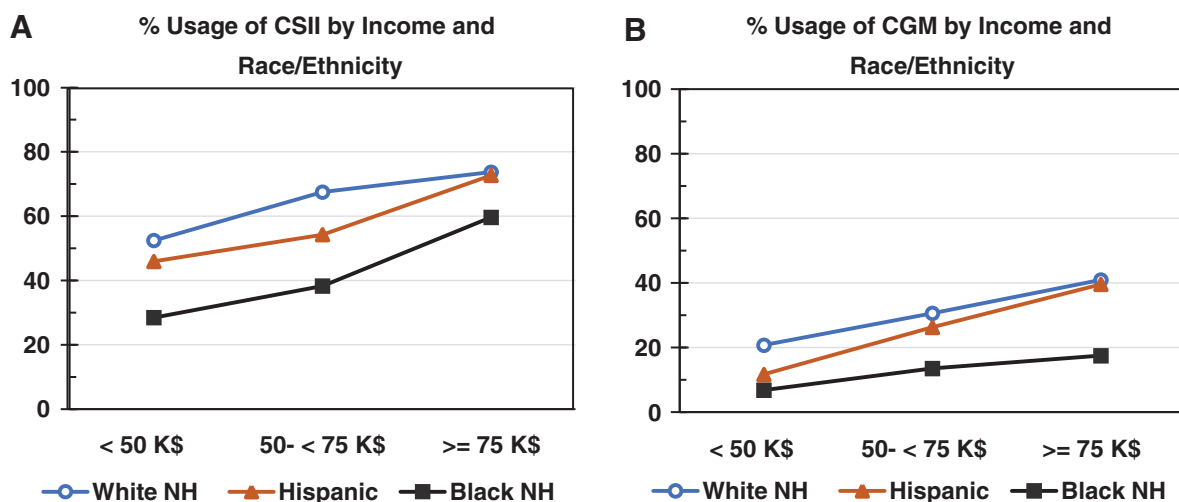 A
% Usage of CSII by Income and
Race/Ethnicity
100
80
60
40
20
0
< 50 K$ 50- < 75 K$ >= 75 K$
White NH Hispanic Black NH
B
% Usage of CGM by Income and
Race/Ethnicity
100
80
60
40
20
0
< 50 K$ 50- < 75 K$ >= 75 K$
White NH Hispanic Black NH